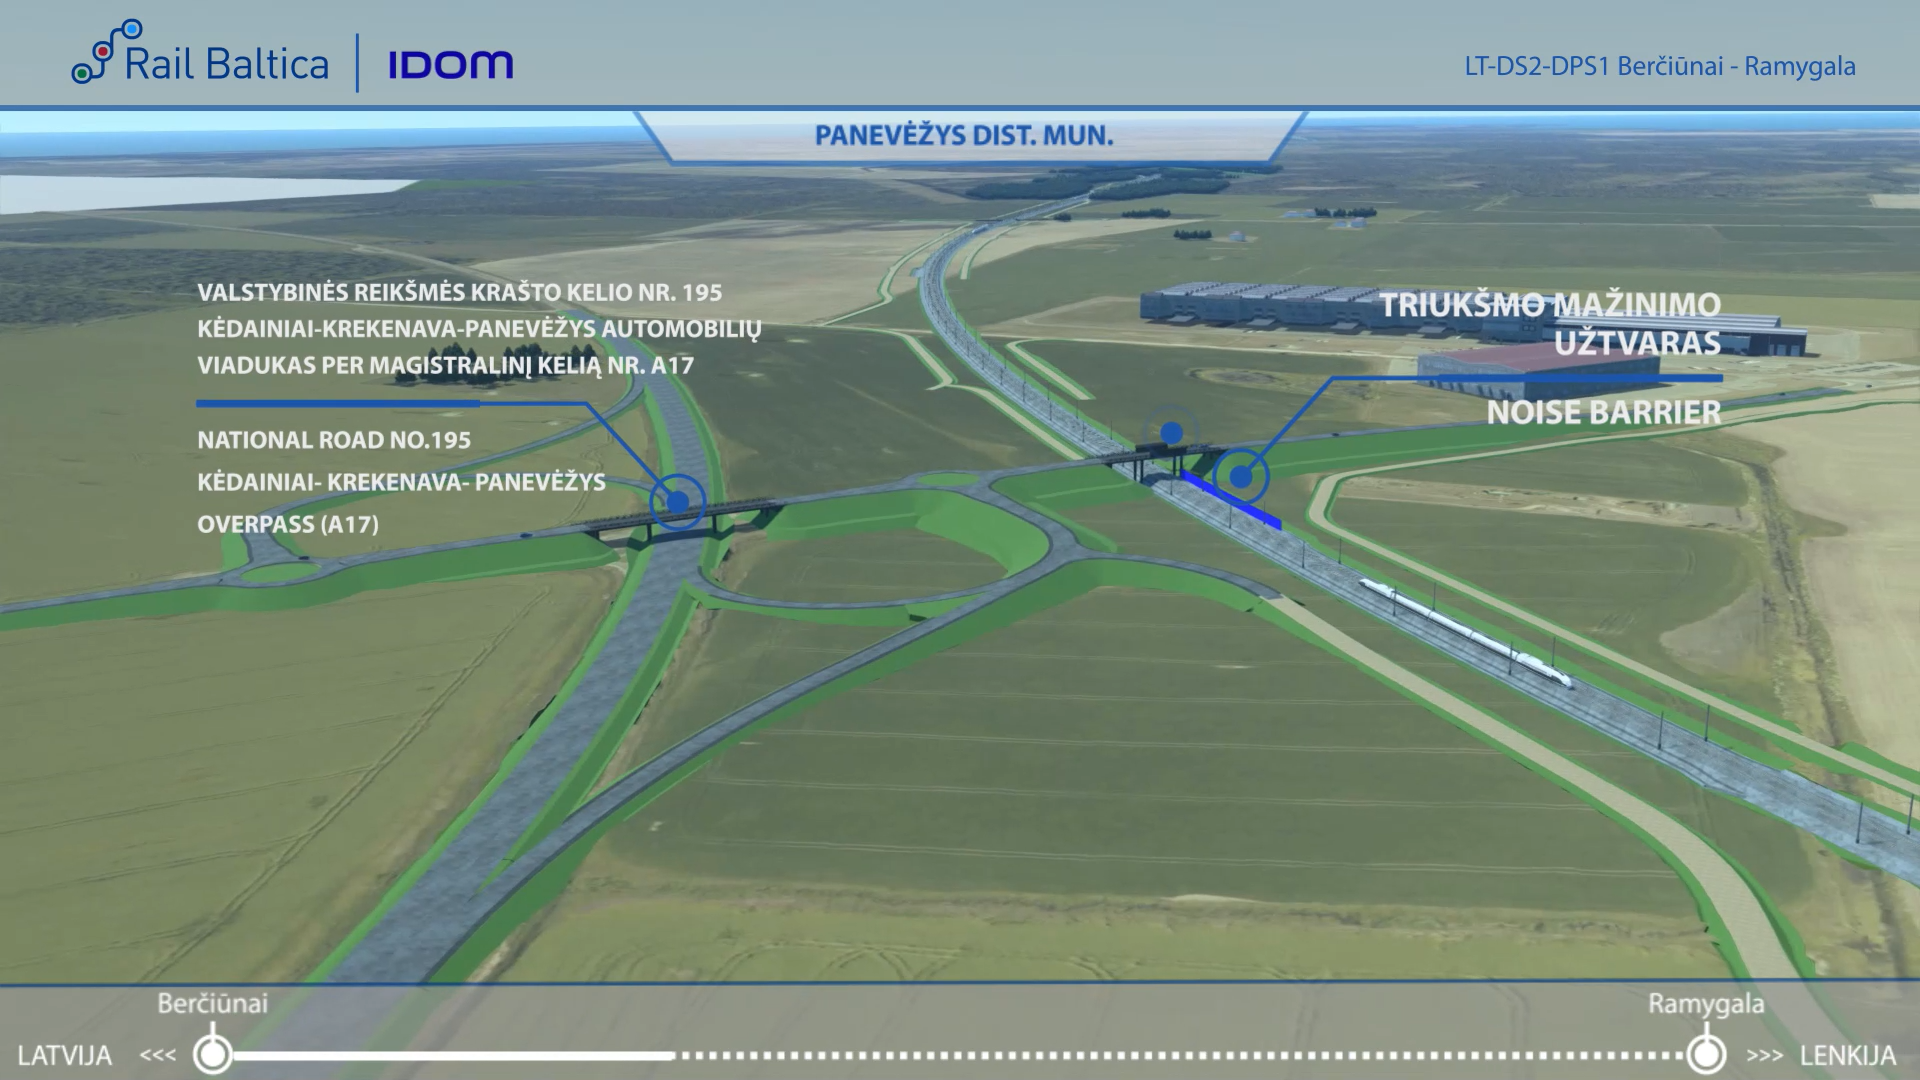 Rail Baltica
IDOM
LT-DS2-DPS1 Berčiūnai - Ramygala
PANEVĖŽYS DIST. MUN.
VALSTYBINĖS REIKŠMĖS KRAŠTO KELIO NR. 195
KĖDAINIAI-KREKENAVA-PANEVĖŽYS AUTOMOBILIŲ
VIADUKAS PER MAGISTRALINĮ KELIĄ NR. A17
NATIONAL ROAD NO.195
KĖDAINIAI- KREKENAVA- PANEVĖŽYS
OVERPASS (A17)
TRIUKŠMO MAŽINIMO
UŽTVARAS
NOISE BARRIER
Berčiūnai
Ramygala
LATVIJA <<<
>>> LENKIJA